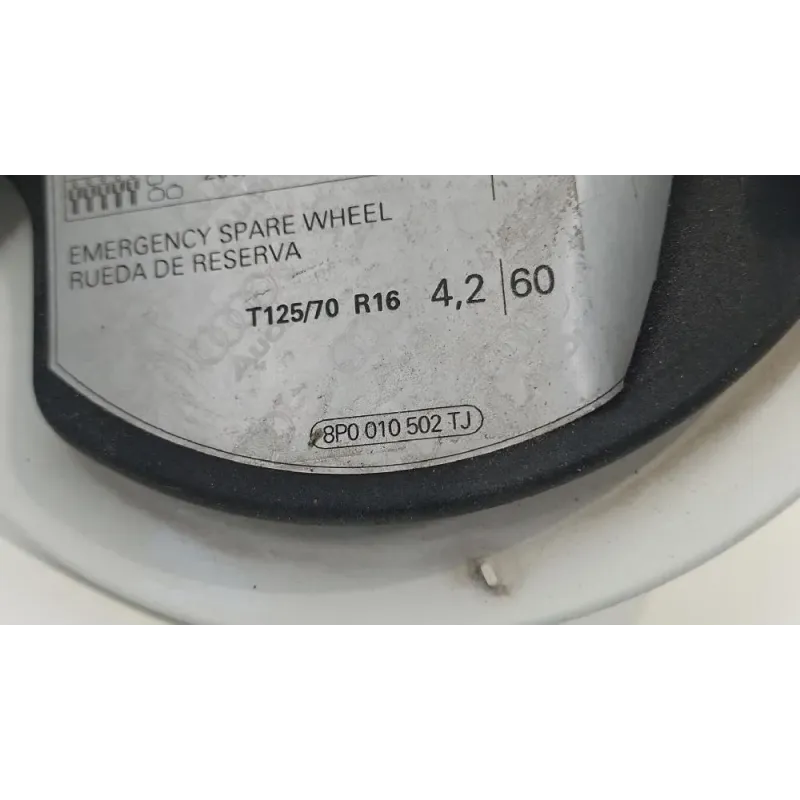 EMERGENCY SPARE WHEEL
RUEDA DE RESERVA
T125/70 R16 4,2 | 60
8P0 010 502 TJ